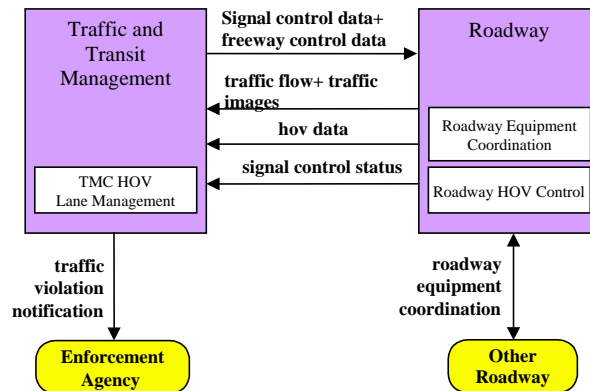 Traffic and
Transit
Management
Signal control data+
freeway control data
Roadway
traffic flow+ traffic
images
hov data
signal control status
Roadway Equipment
Coordination
TMC HOV
Lane Management
Roadway HOV Control
traffic
violation
notification
roadway
equipment
coordination
Enforcement
Agency
Other
Roadway